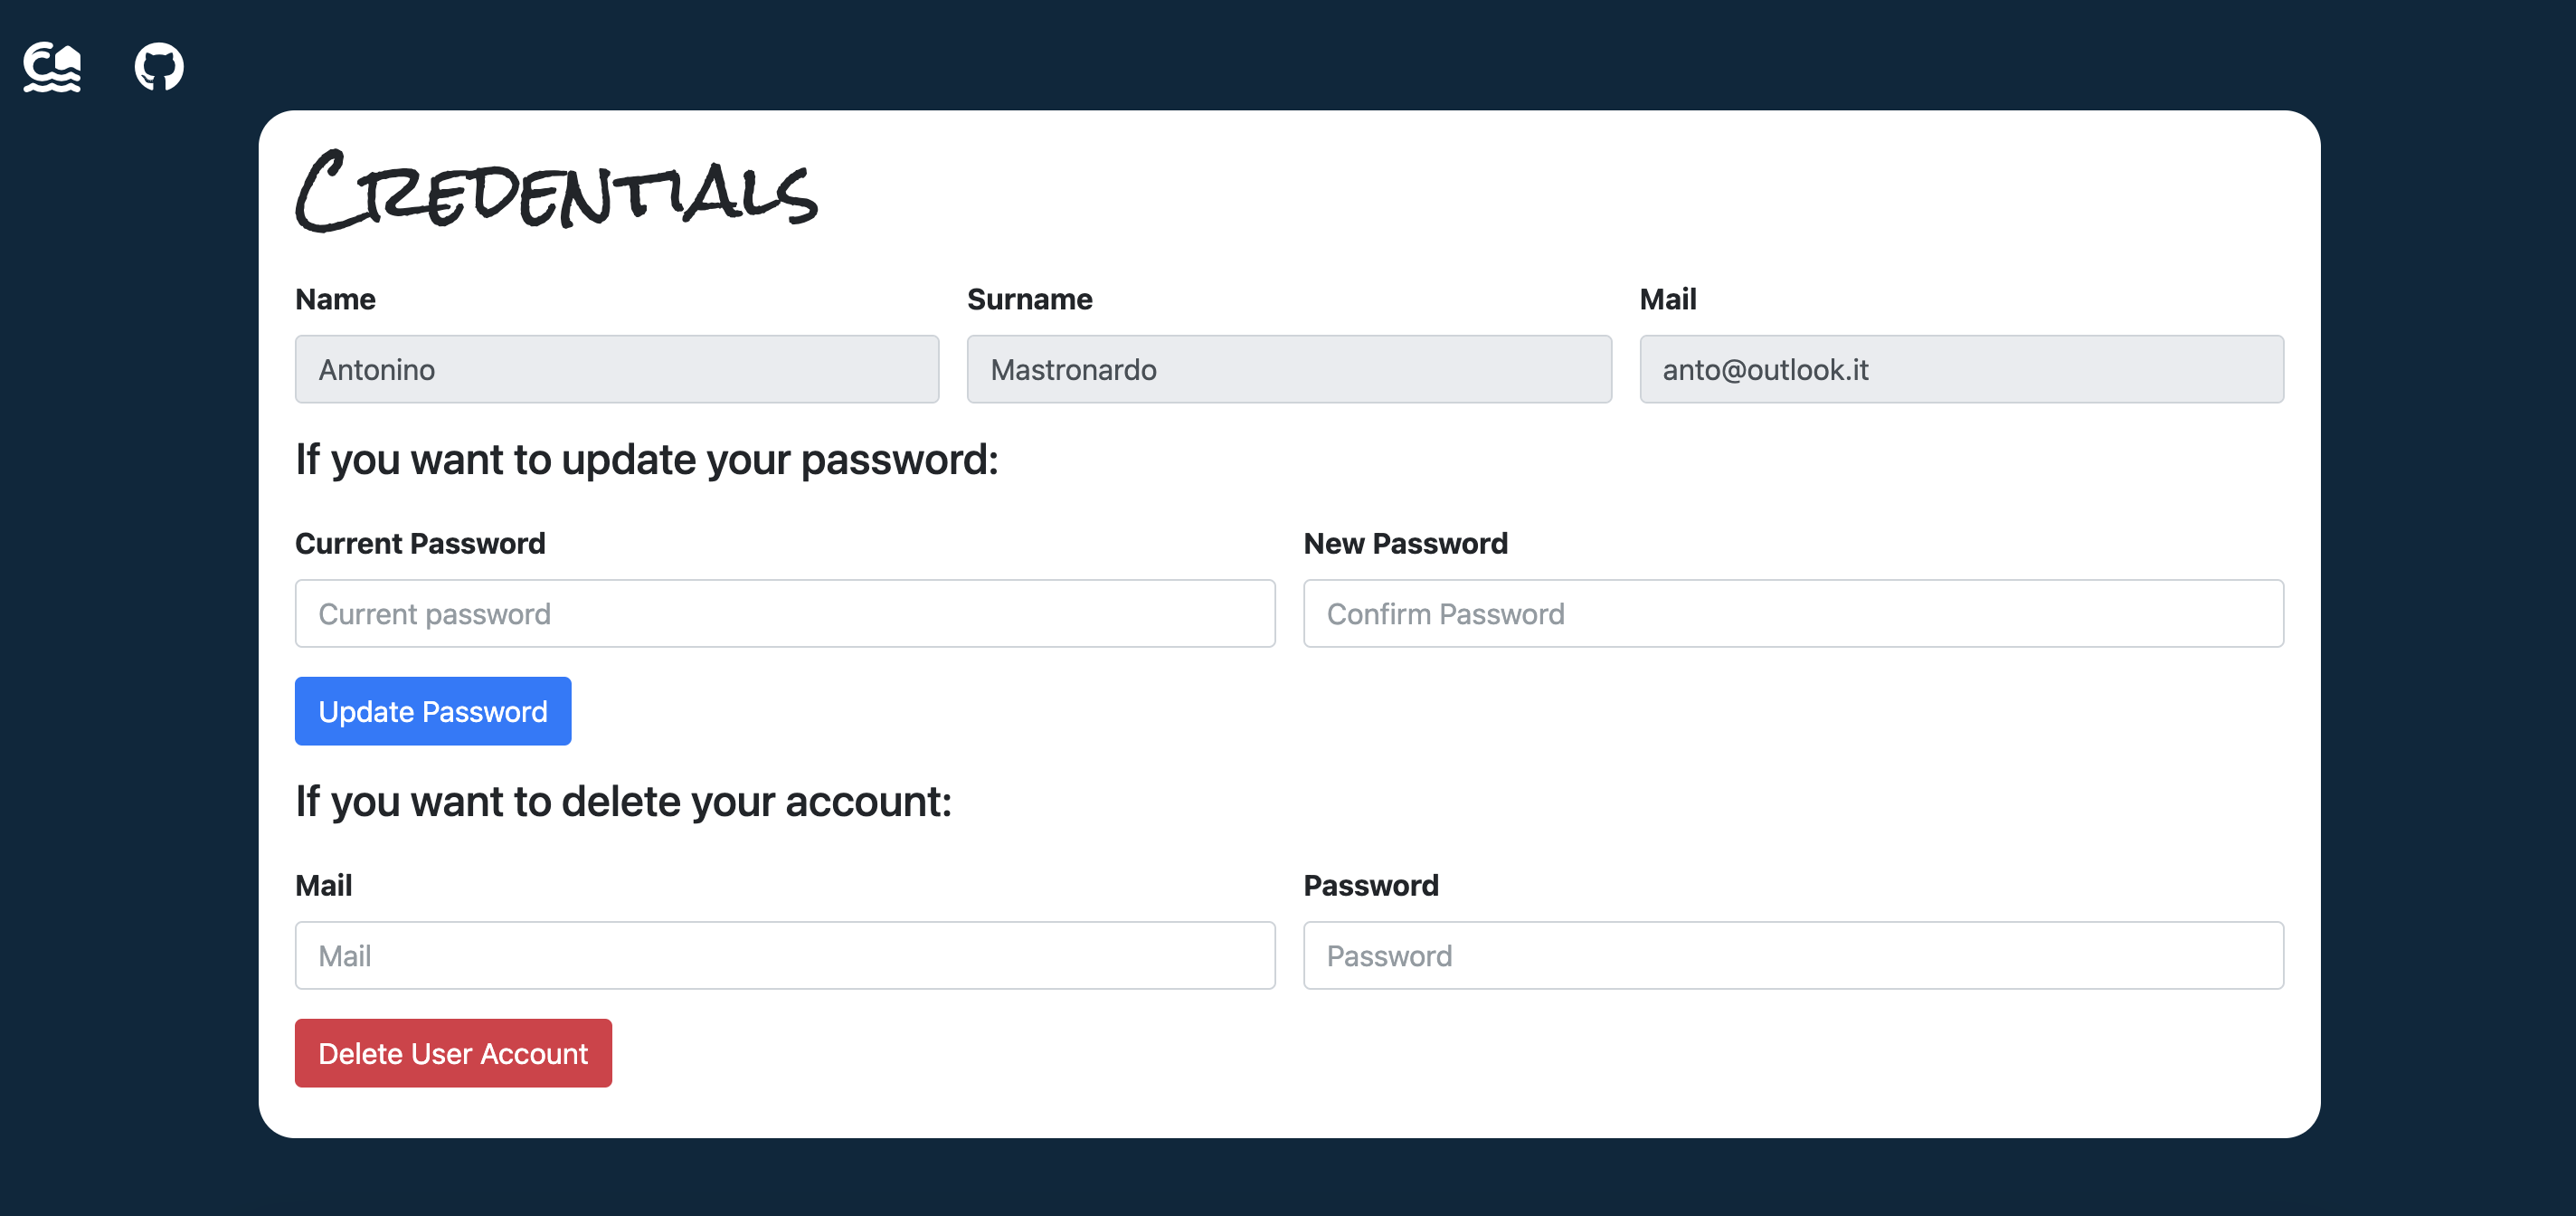 Credentials
Name Surname Mail
Antonino Mastronardo anto@outlook.it
If you want to update your password:
Current Password New Password
Current password Confirm Password
Update Password
If you want to delete your account:
Mail Password
Mail Password
Delete User Account